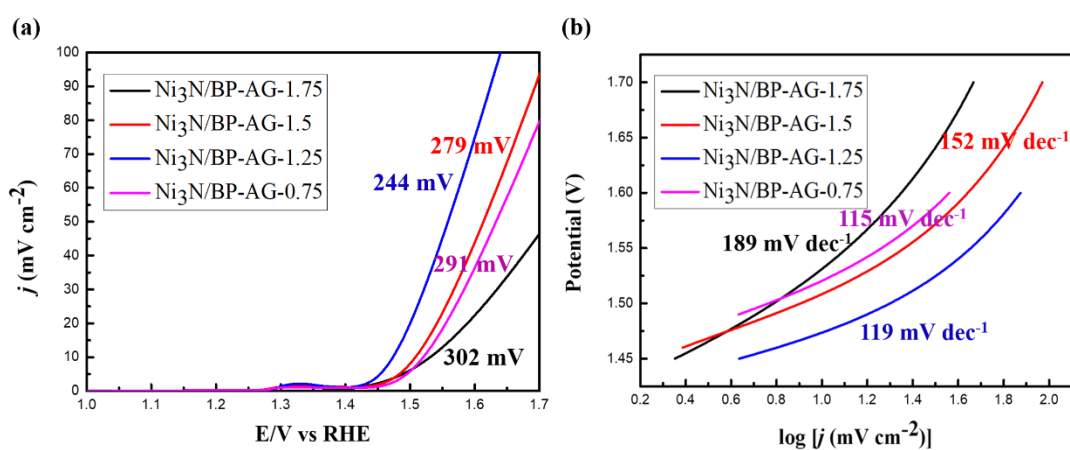 (a)
100
90
80
70
60
50
40
30
20
10
0
j (mV cm⁻²)
Ni₃N/BP-AG-1.75
Ni₃N/BP-AG-1.5
Ni₃N/BP-AG-1.25
Ni₃N/BP-AG-0.75
279 mV
244 mV
291 mV
302 mV
1.0 1.1 1.2 1.3 1.4 1.5 1.6 1.7
E/V vs RHE
(b)
1.70
1.65
1.60
1.55
1.50
1.45
Potential (V)
Ni₃N/BP-AG-1.75
Ni₃N/BP-AG-1.5
Ni₃N/BP-AG-1.25
Ni₃N/BP-AG-0.75
152 mV dec⁻¹
115 mV dec⁻¹
189 mV dec⁻¹
119 mV dec⁻¹
0.2 0.4 0.6 0.8 1.0 1.2 1.4 1.6 1.8 2.0
log [j (mV cm⁻²)]